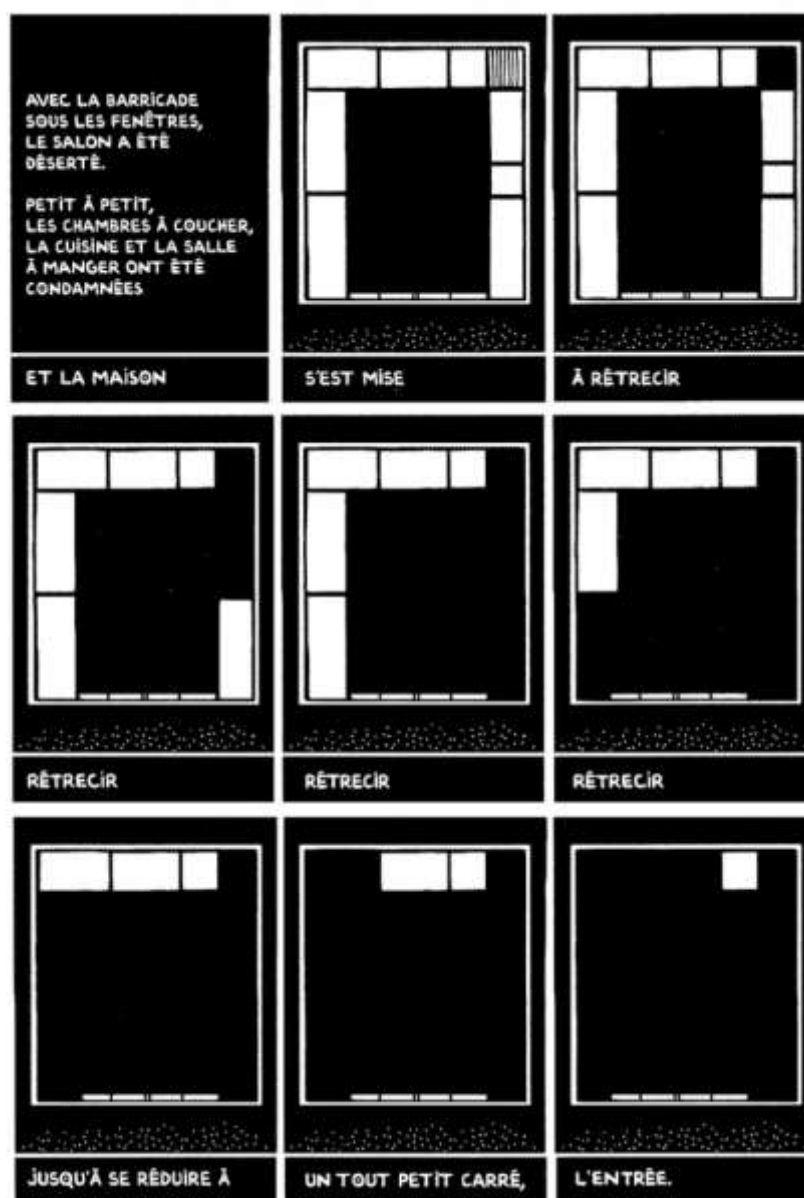 AVEC LA BARRICADE
SOUS LES FENÊTRES,
LE SALON A ÉTÉ
DÉSERTÉ.
PETIT À PETIT,
LES CHAMBRES À COUCHER,
LA CUISINE ET LA SALLE
À MANGER ONT ÉTÉ
CONDAMNÉES
ET LA MAISON
S'EST MISE
À RÉTRECIR
RÉTRECIR
RÉTRECIR
RÉTRECIR
JUSQU'À SE RÉDUIRE À
UN TOUT PETIT CARRÉ,
L'ENTRÉE.